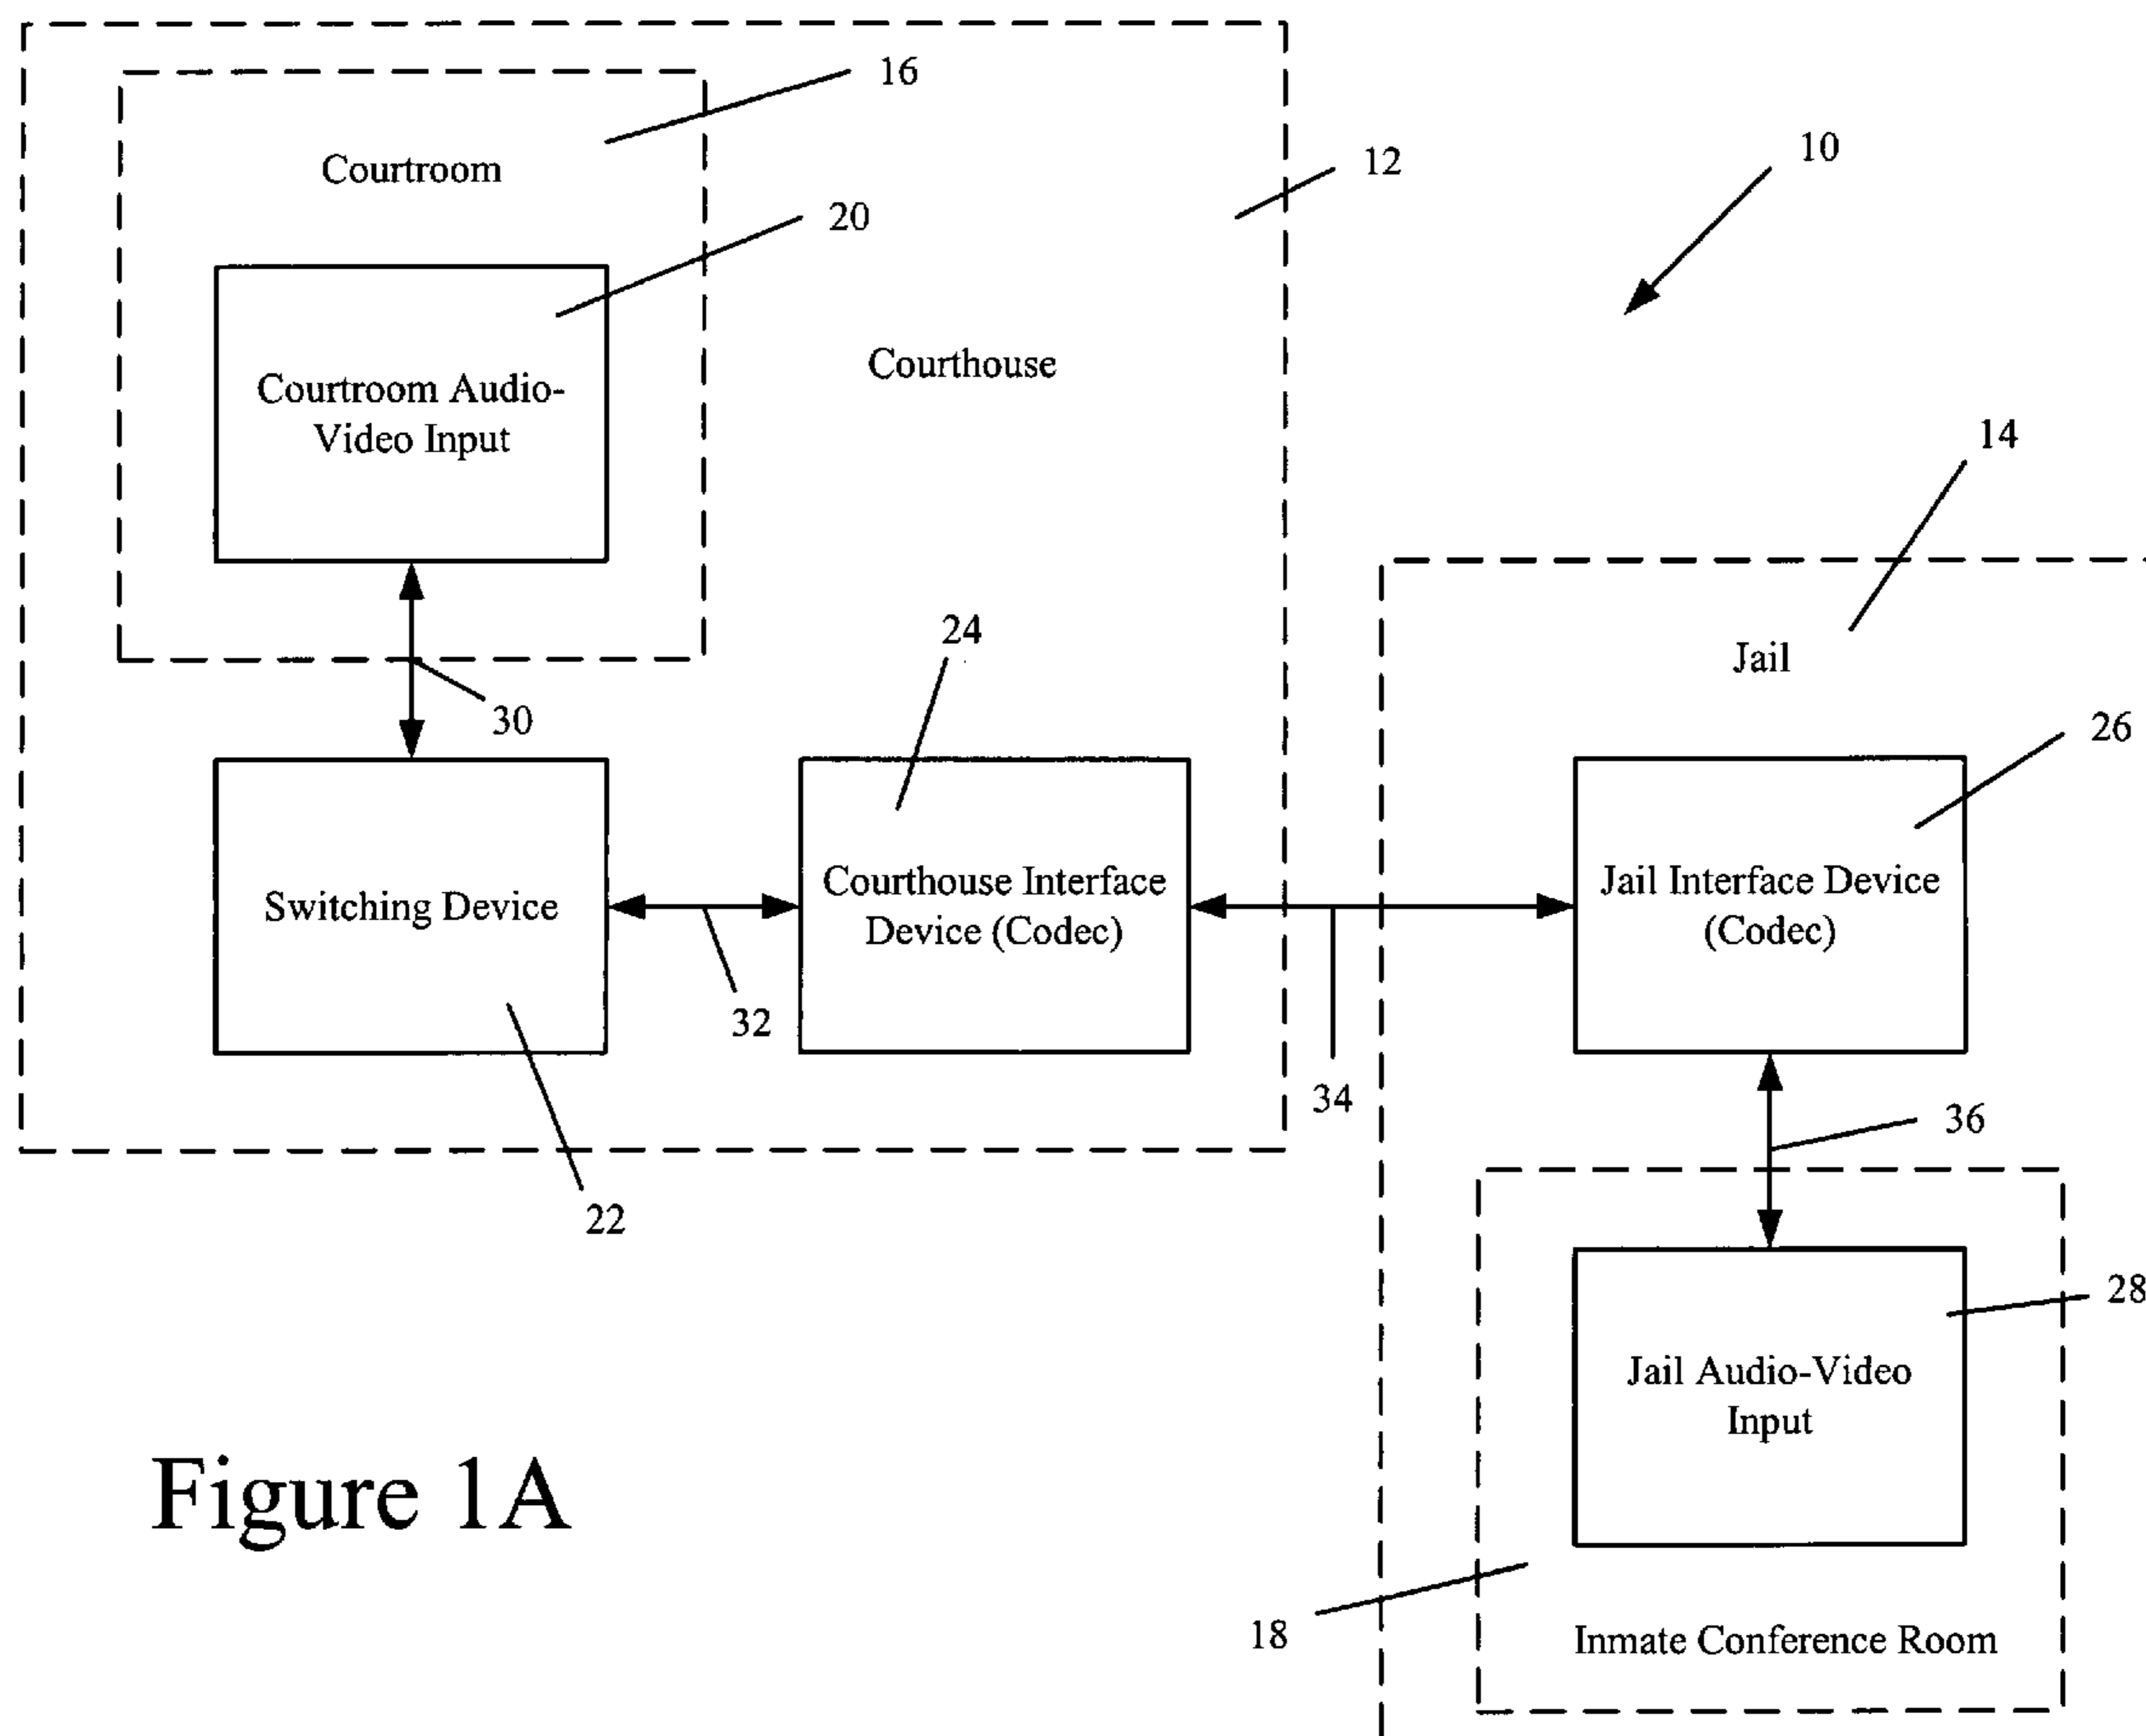 16
Courtroom
12
10
20
Courthouse
Courtroom Audio-
Video Input
14
24
Jail
30
26
Switching Device
Courthouse Interface
Device (Codec)
Jail Interface Device
(Codec)
32
34
36
22
28
Jail Audio-Video
Input
Figure 1A
18
Inmate Conference Room